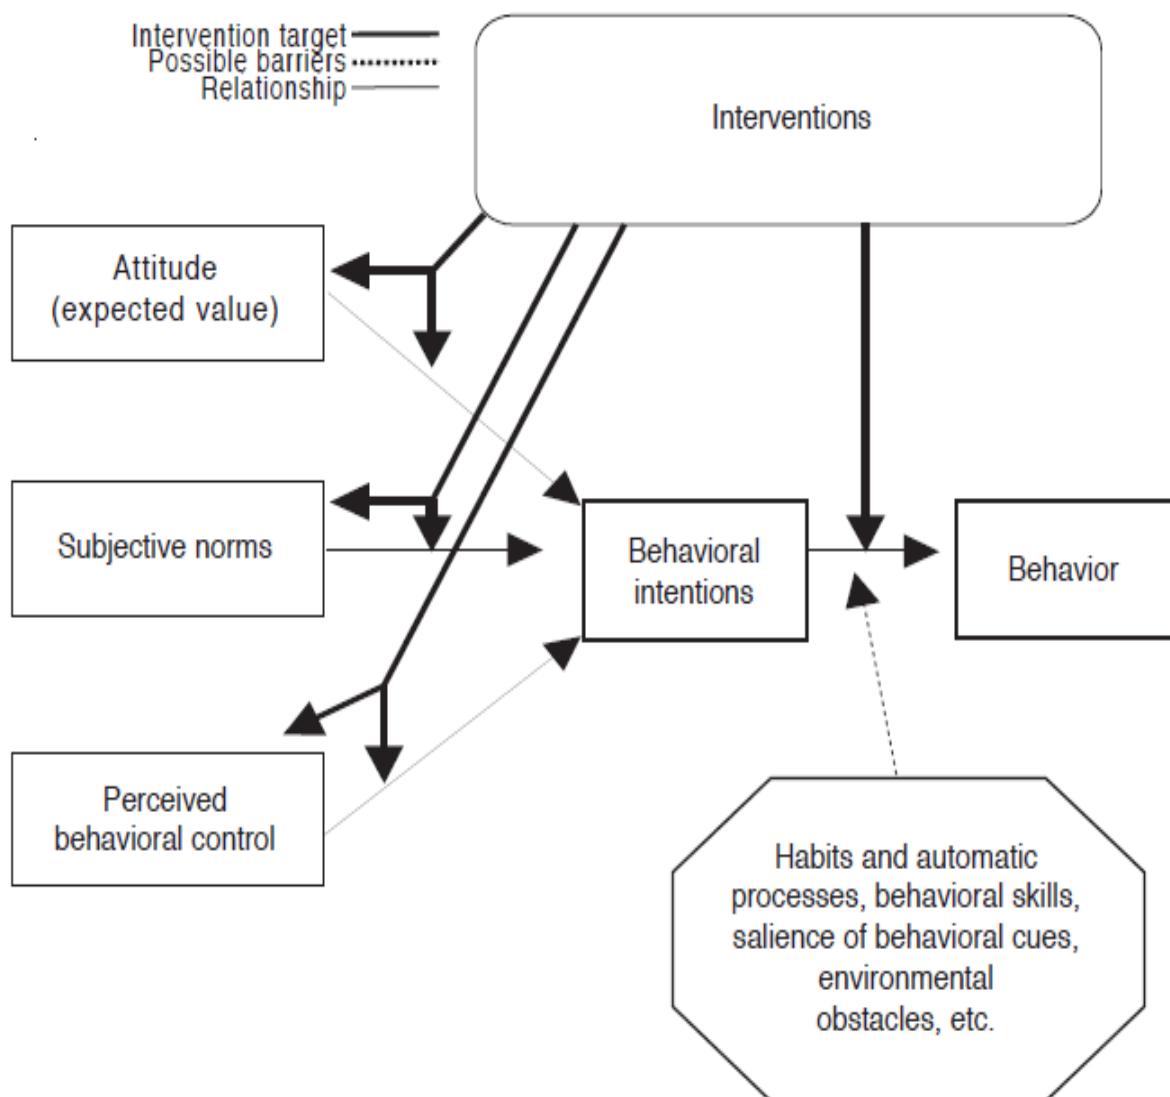 Intervention target
Possible barriers
Relationship
Interventions
Attitude
(expected value)
Subjective norms
Behavioral
intentions
Behavior
Perceived
behavioral control
Habits and automatic
processes, behavioral skills,
salience of behavioral cues,
environmental
obstacles, etc.